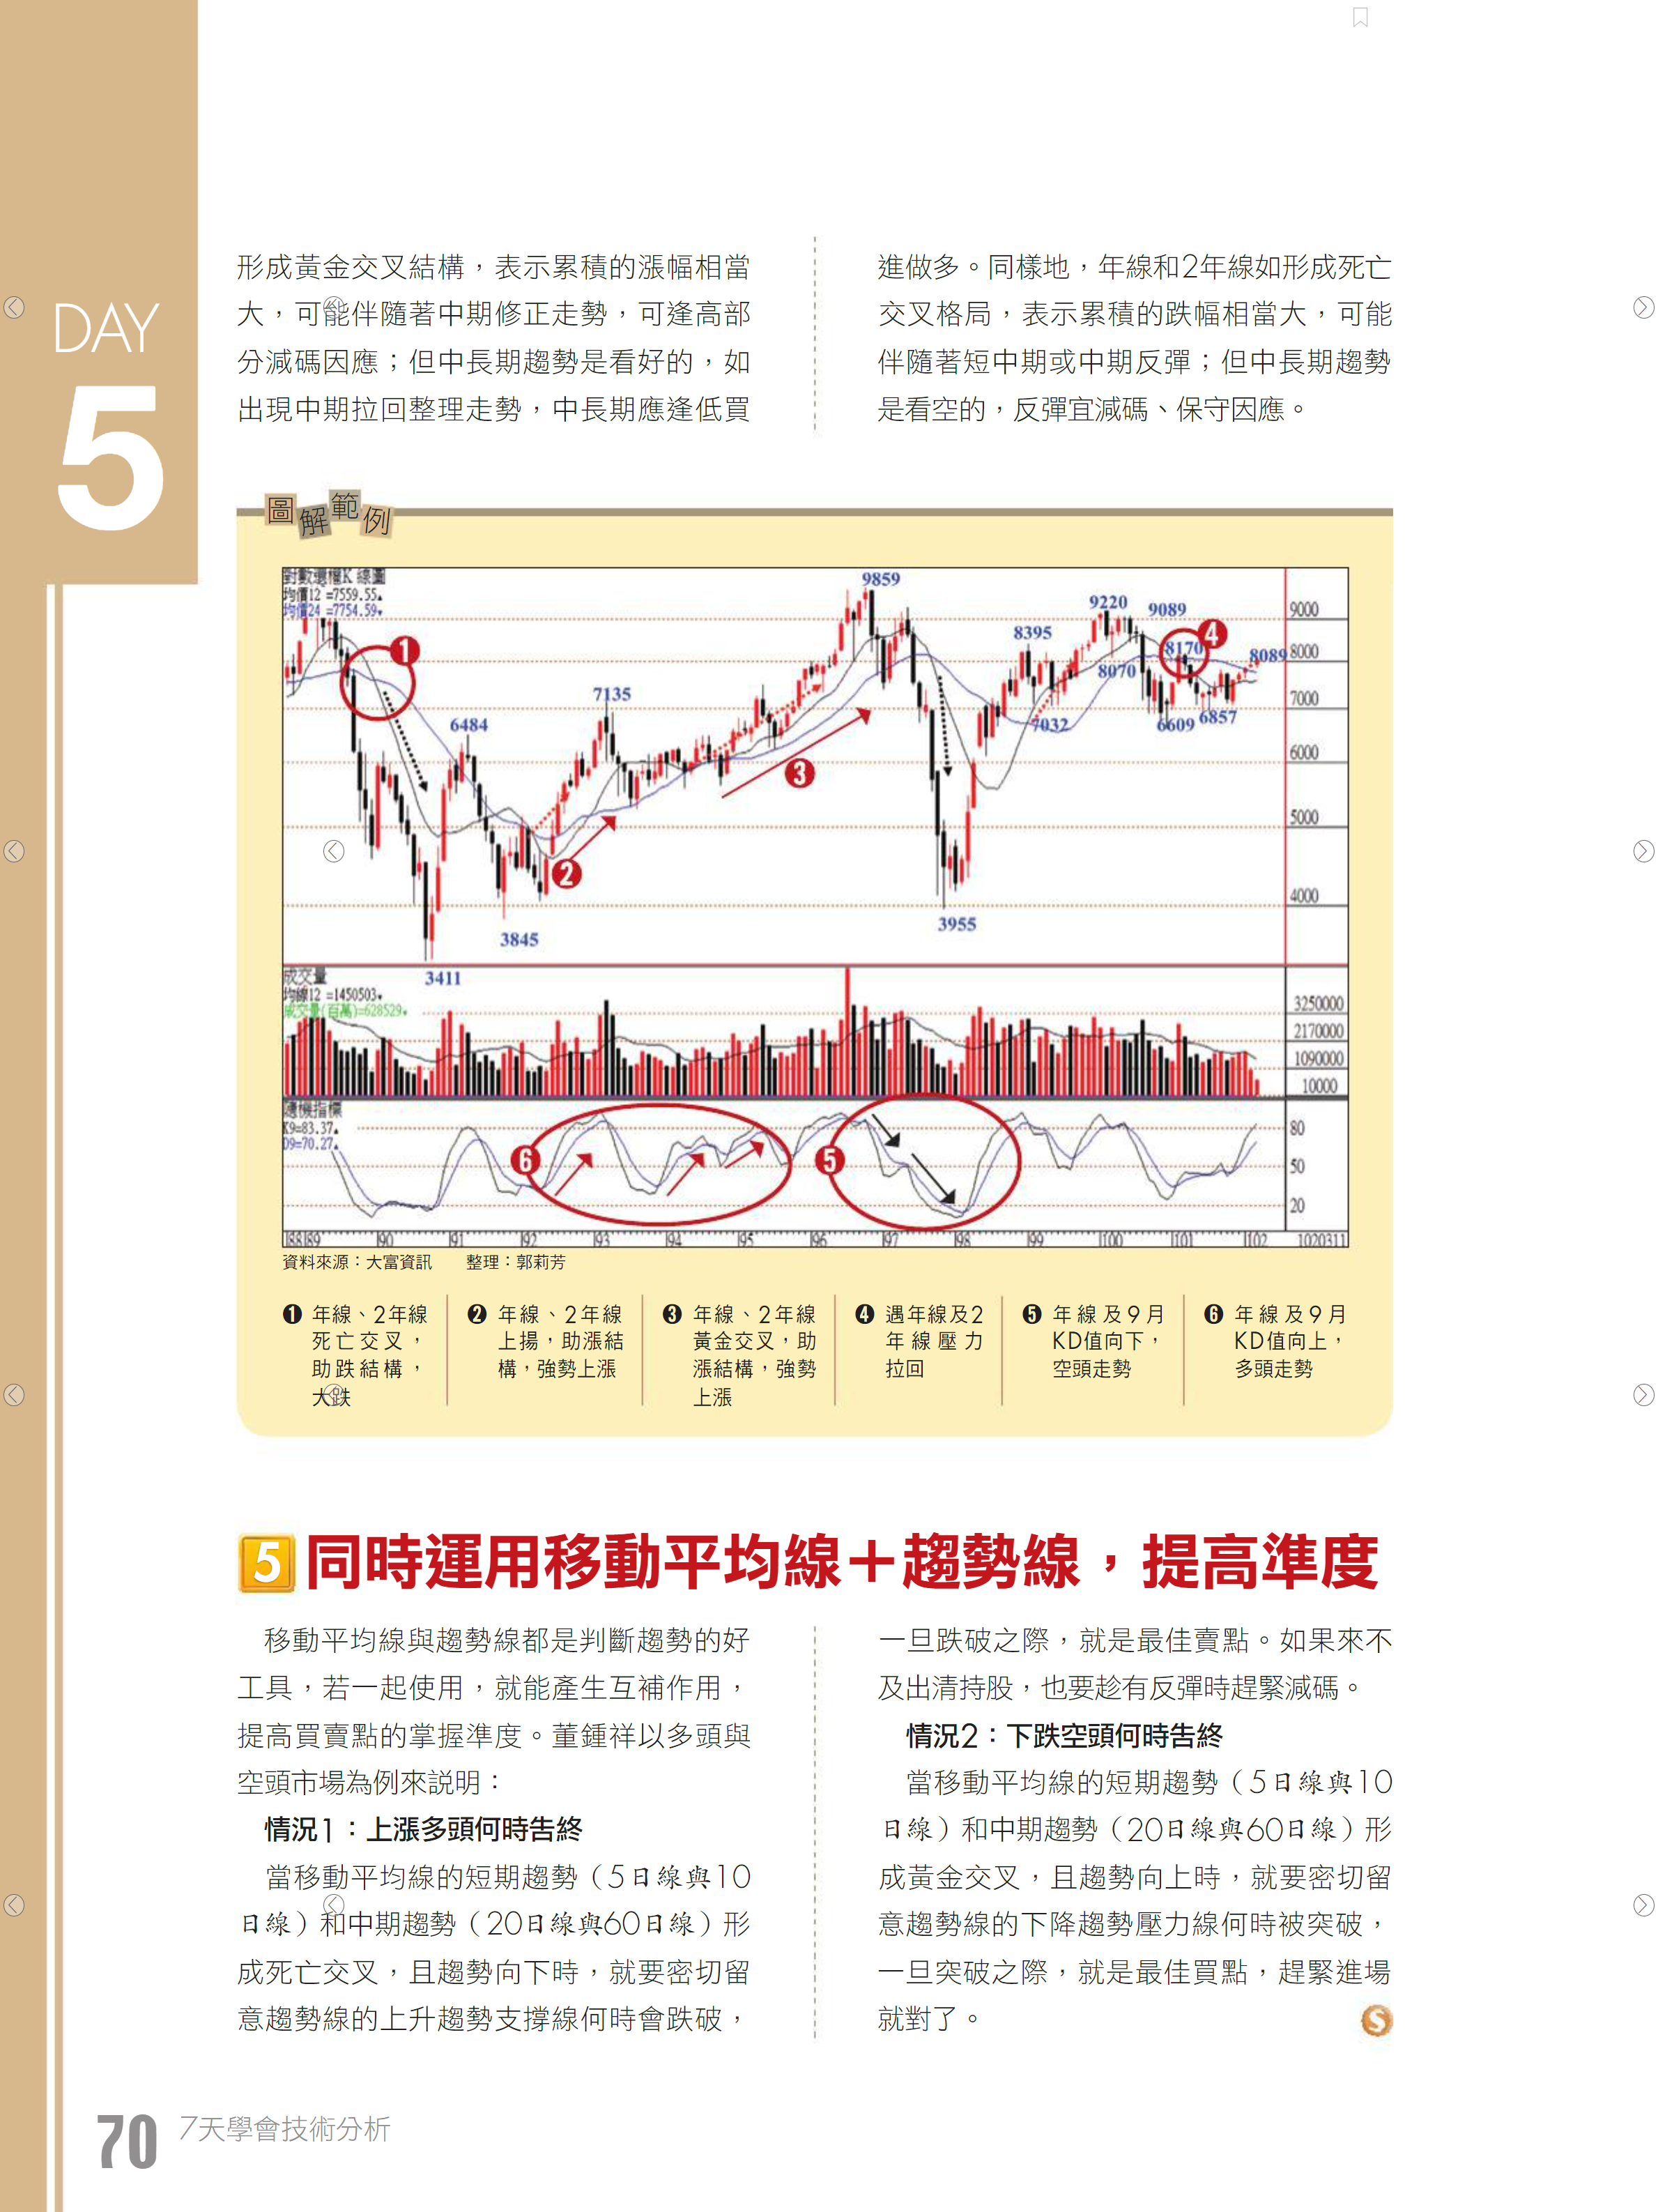 DAY
5
形成黃金交叉結構，表示累積的漲幅相當
大，可能伴隨著中期修正走勢，可逢高部
分減碼因應；但中長期趨勢是看好的，如
出現中期拉回整理走勢，中長期應逢低買
進做多。同樣地，年線和2年線如形成死亡
交叉格局，表示累積的跌幅相當大，可能
伴隨著短中期或中期反彈；但中長期趨勢
是看空的，反彈宜減碼、保守因應。
圖解範例
對數還權K線圖
均價12 =7559.55▲
均價24 =7754.59▼
9859
9220
9089
8395
8170
8089
8070
7135
7032
6484
6609
6857
3845
3955
3411
1
2
3
4
9000
8000
7000
6000
5000
4000
成交量
均線12 =1450503▼
成交量(百萬)=628529▼
3250000
2170000
1090000
10000
隨機指標
K9=83.37▲
D9=70.27▲
6
5
80
50
20
88 89 90 91 92 93 94 95 96 97 98 99 100 101 102 1020311
資料來源：大富資訊　整理：郭莉芳
❶ 年線、2年線
死亡交叉，
助跌結構，
大跌
❷ 年線、2年線
上揚，助漲結
構，強勢上漲
❸ 年線、2年線
黃金交叉，助
漲結構，強勢
上漲
❹ 遇年線及2
年線壓力
拉回
❺ 年線及9月
KD值向下，
空頭走勢
❻ 年線及9月
KD值向上，
多頭走勢
5 同時運用移動平均線＋趨勢線，提高準度
移動平均線與趨勢線都是判斷趨勢的好
工具，若一起使用，就能產生互補作用，
提高買賣點的掌握準度。董鍾祥以多頭與
空頭市場為例來説明：
情況1：上漲多頭何時告終
當移動平均線的短期趨勢（5日線與10
日線）和中期趨勢（20日線與60日線）形
成死亡交叉，且趨勢向下時，就要密切留
意趨勢線的上升趨勢支撐線何時會跌破，
一旦跌破之際，就是最佳賣點。如果來不
及出清持股，也要趁有反彈時趕緊減碼。
情況2：下跌空頭何時告終
當移動平均線的短期趨勢（5日線與10
日線）和中期趨勢（20日線與60日線）形
成黃金交叉，且趨勢向上時，就要密切留
意趨勢線的下降趨勢壓力線何時被突破，
一旦突破之際，就是最佳買點，趕緊進場
就對了。
S
70 7天學會技術分析